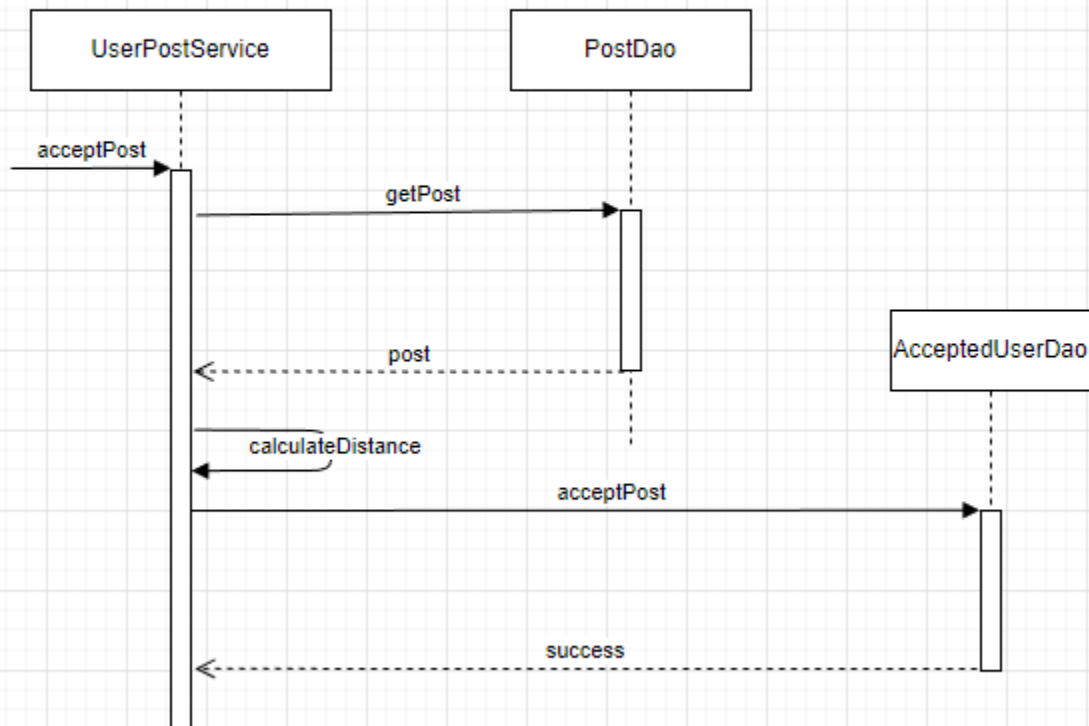 UserPostService
PostDao
acceptPost
getPost
post
AcceptedUserDao
calculateDistance
acceptPost
success